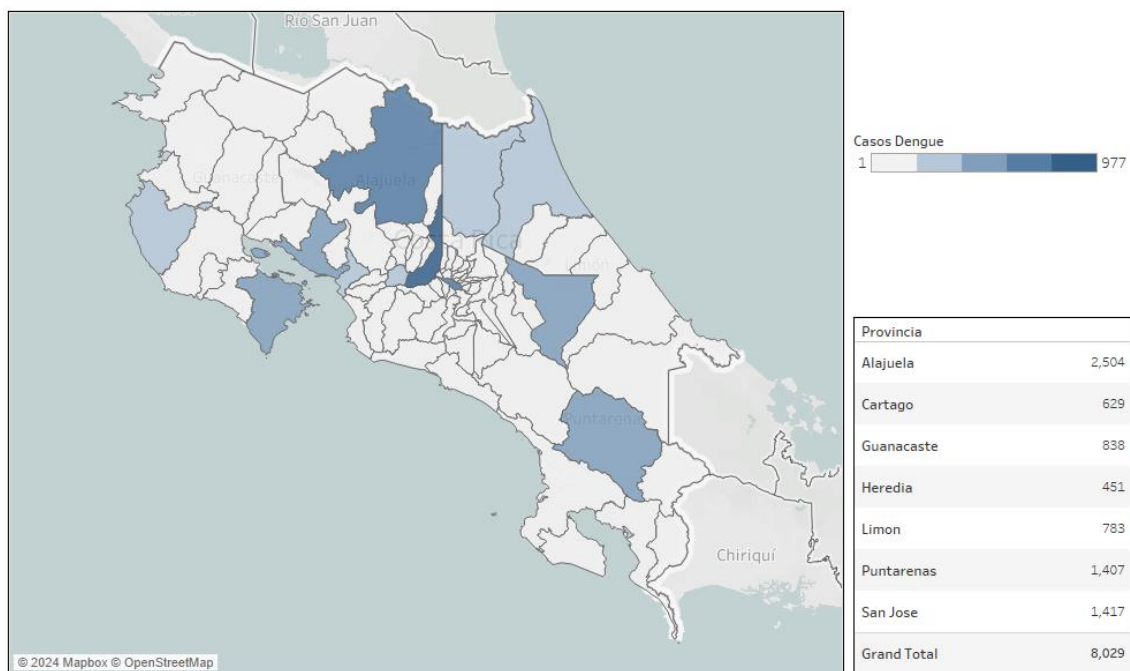 Río San Juan
Guanacaste
Alajuela
Costa Rica
Limón
Puntarenas
Chiriquí
© 2024 Mapbox © OpenStreetMap
Casos Dengue
1 977
Provincia
Alajuela 2,504
Cartago 629
Guanacaste 838
Heredia 451
Limon 783
Puntarenas 1,407
San Jose 1,417
Grand Total 8,029